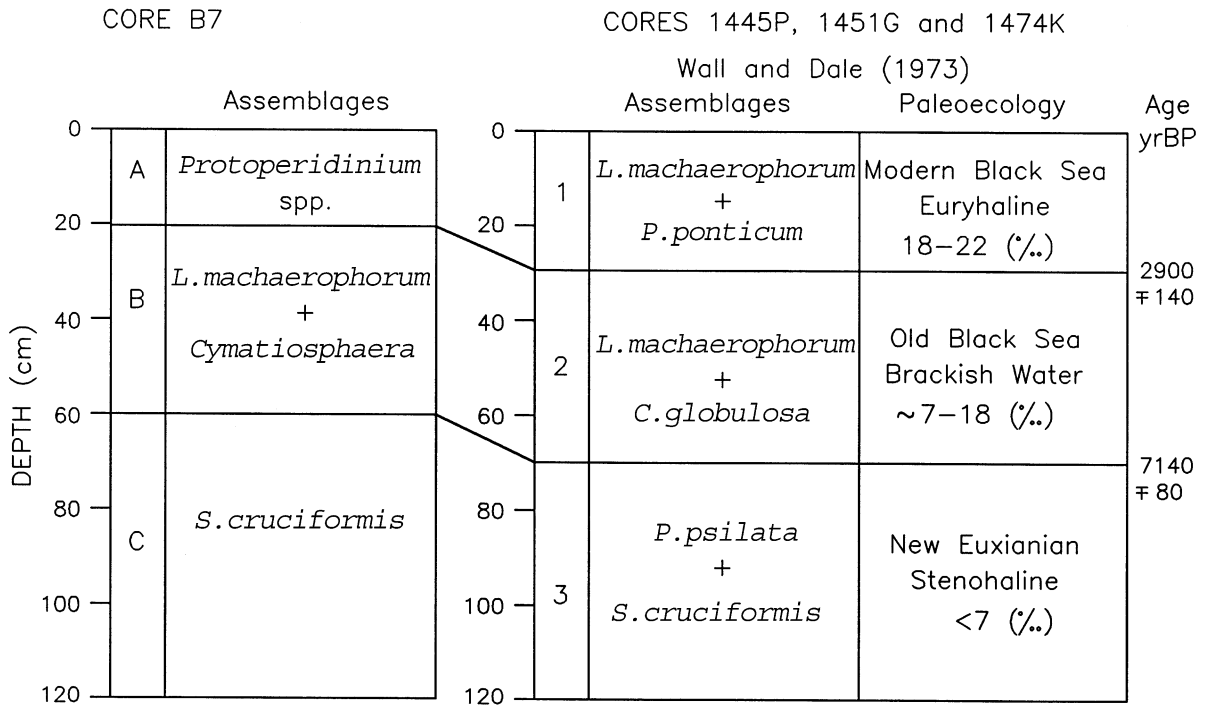 CORE B7
CORES 1445P, 1451G and 1474K
Wall and Dale (1973)
Assemblages
Assemblages
Paleoecology
Age
yrBP
DEPTH (cm)
0
20
40
60
80
100
120
A
Protoperidinium
spp.
B
L.machaerophorum
+
Cymatiosphaera
C
S.cruciformis
0
20
40
60
80
100
120
1
L.machaerophorum
+
P.ponticum
Modern Black Sea
Euryhaline
18-22 (‰)
2900
∓140
2
L.machaerophorum
+
C.globulosa
Old Black Sea
Brackish Water
~7-18 (‰)
7140
∓80
3
P.psilata
+
S.cruciformis
New Euxianian
Stenohaline
<7 (‰)